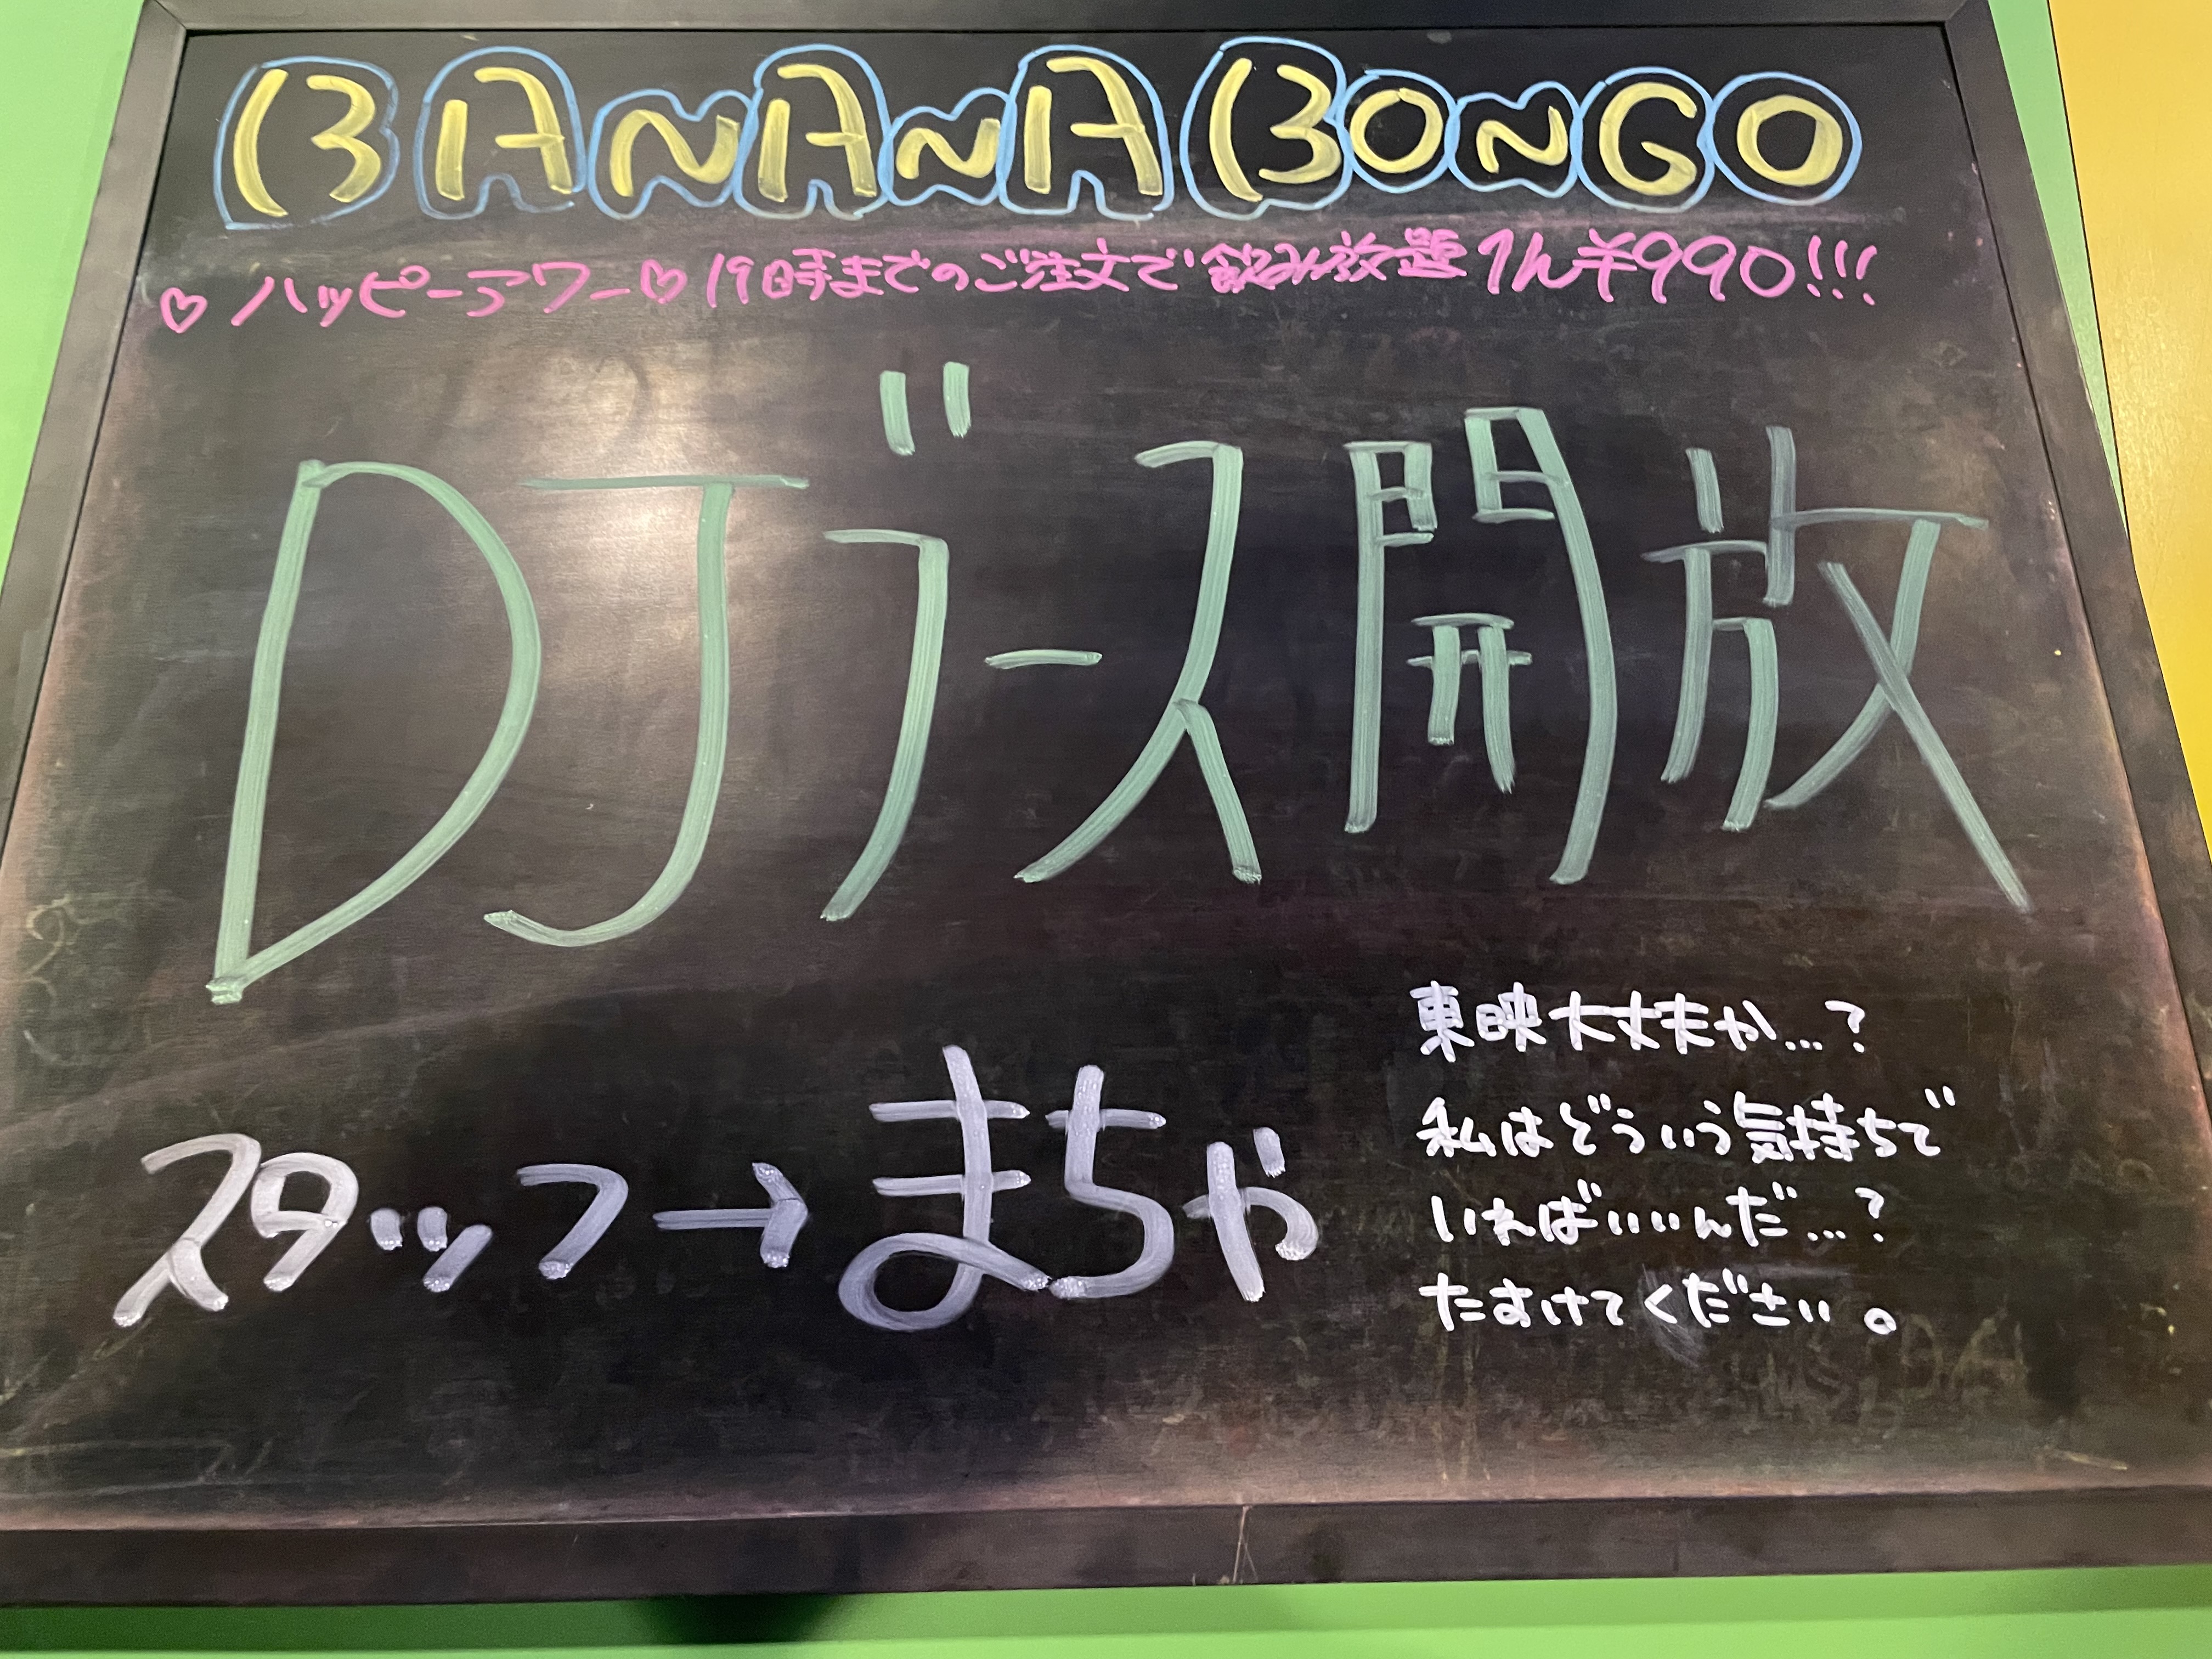 BANANA BONGO
♡ハッピーアワー♡19時までのご注文で飲み放題1h¥990!!!
DJブース開放
スタッフ→まちゃ
東映大丈夫か…?
私はどういう気持ちで
いればいいんだ…?
たすけてください。